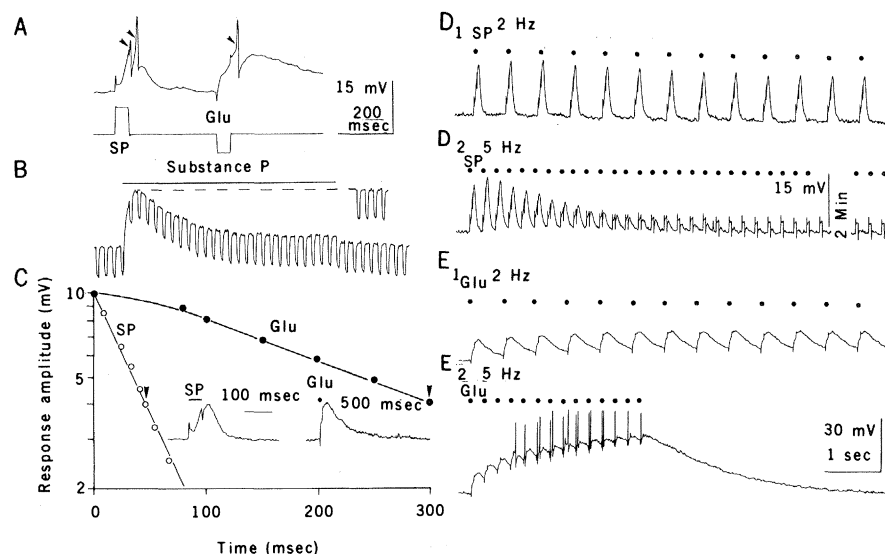 A
15 mV
200
msec
SP
Glu
B
Substance P
C
Response amplitude (mV)
10
5
2
SP
Glu
SP
100 msec
Glu
500 msec
0
100
200
300
Time (msec)
D1 SP 2 Hz
D2 5 Hz
SP
15 mV
2 Min
E1 Glu 2 Hz
E2 5 Hz
Glu
30 mV
1 sec